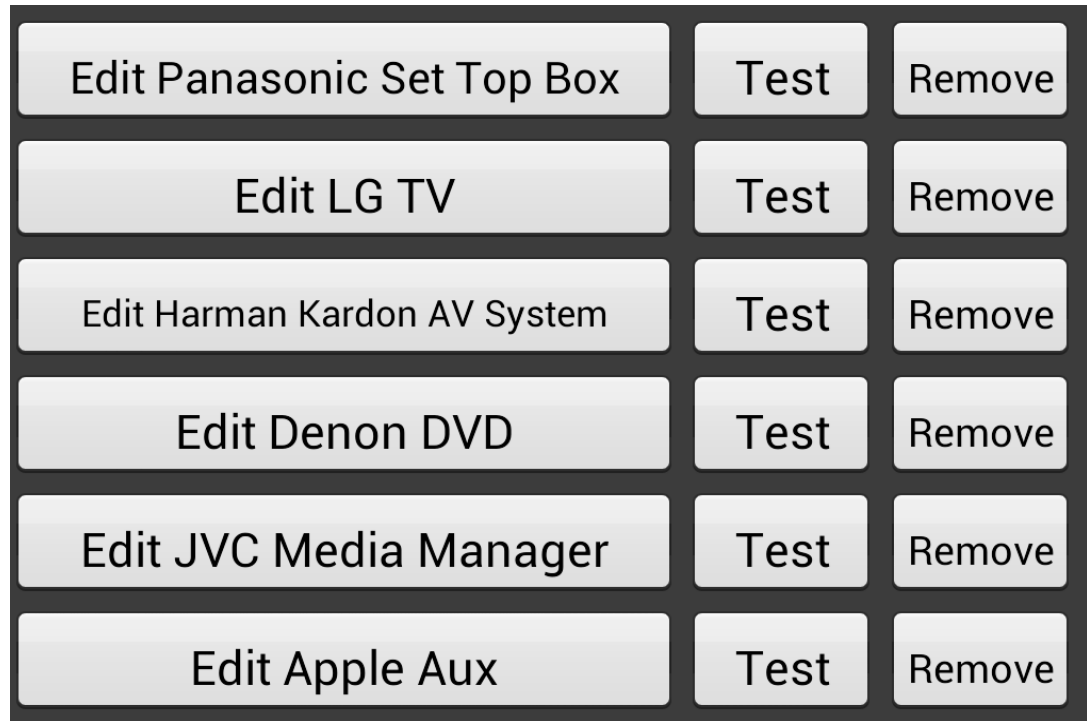 Edit Panasonic Set Top Box Test Remove
Edit LG TV Test Remove
Edit Harman Kardon AV System Test Remove
Edit Denon DVD Test Remove
Edit JVC Media Manager Test Remove
Edit Apple Aux Test Remove